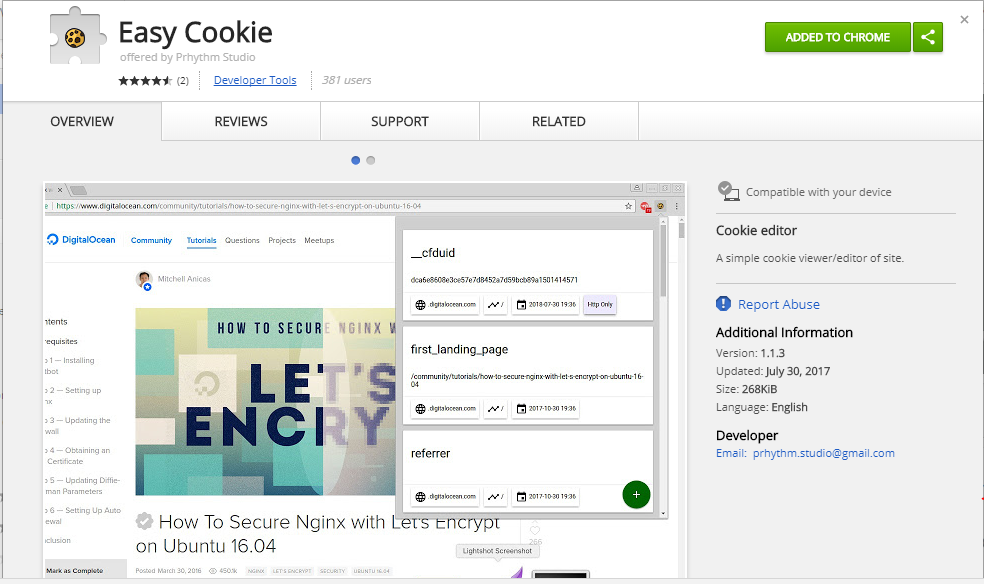 Easy Cookie
offered by Prhythm Studio
(2)
Developer Tools
381 users
ADDED TO CHROME
OVERVIEW
REVIEWS
SUPPORT
RELATED
https://www.digitalocean.com/community/tutorials/how-to-secure-nginx-with-let-s-encrypt-on-ubuntu-16-04
DigitalOcean
Community
Tutorials
Questions
Projects
Meetups
Mitchell Anicas
ntents
requisites
o 1 — Installing
tbot
o 2 — Setting up
nx
o 3 — Updating the
wall
o 4 — Obtaining an
Certificate
o 5 — Updating Diffie-
man Parameters
o 6 — Setting Up Auto
ewal
nclusion
Mark as Complete
HOW TO SECURE NGINX W
LET'S
ENCRY
How To Secure Nginx with Let's Encrypt
on Ubuntu 16.04
Posted March 30, 2016
450.1k
NGINX
LET'S ENCRYPT
SECURITY
UBUNTU 16.04
266
Lightshot Screenshot
__cfduid
dca6e8608e3ce57e7d8452a7d59bcb89a1501414571
.digitalocean.com
/
2018-07-30 19:36
Http Only
first_landing_page
/community/tutorials/how-to-secure-nginx-with-let-s-encrypt-on-ubuntu-16-
04
.digitalocean.com
/
2017-10-30 19:36
referrer
.digitalocean.com
/
2017-10-30 19:36
+
Compatible with your device
Cookie editor
A simple cookie viewer/editor of site.
Report Abuse
Additional Information
Version: 1.1.3
Updated: July 30, 2017
Size: 268KiB
Language: English
Developer
Email: prhythm.studio@gmail.com